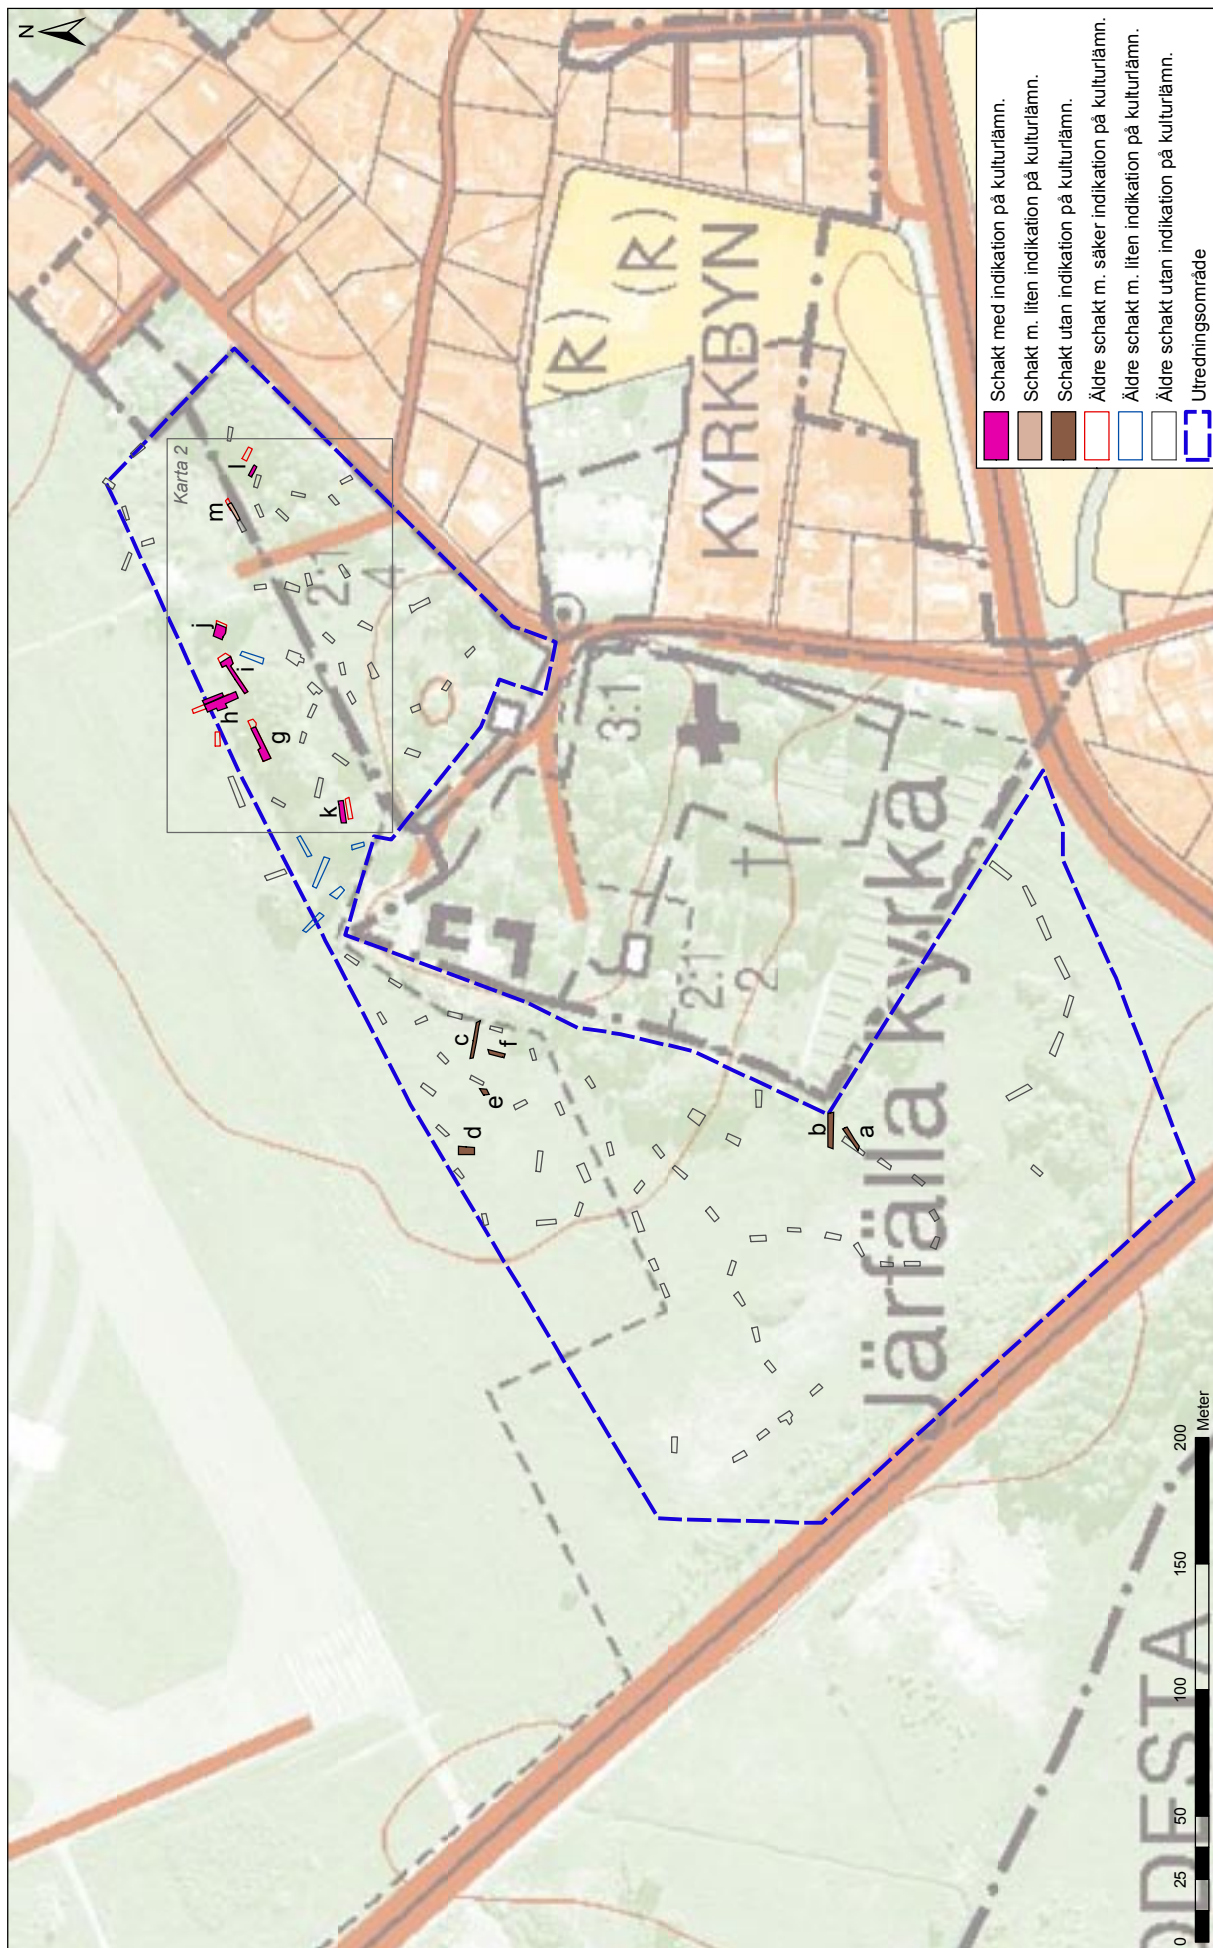 N
Karta 2
j
i
h
g
k
l
m
2:1
4
(R)
(R)
KYRKBYN
3:1
2:1
2
c
f
e
d
b
a
Järfälla kyrka
Schakt med indikation på kulturlämn.
Schakt m. liten indikation på kulturlämn.
Schakt utan indikation på kulturlämn.
Äldre schakt m. säker indikation på kulturlämn.
Äldre schakt m. liten indikation på kulturlämn.
Äldre schakt utan indikation på kulturlämn.
Utredningsområde
ODESTA
0 25 50 100 150 200
Meter